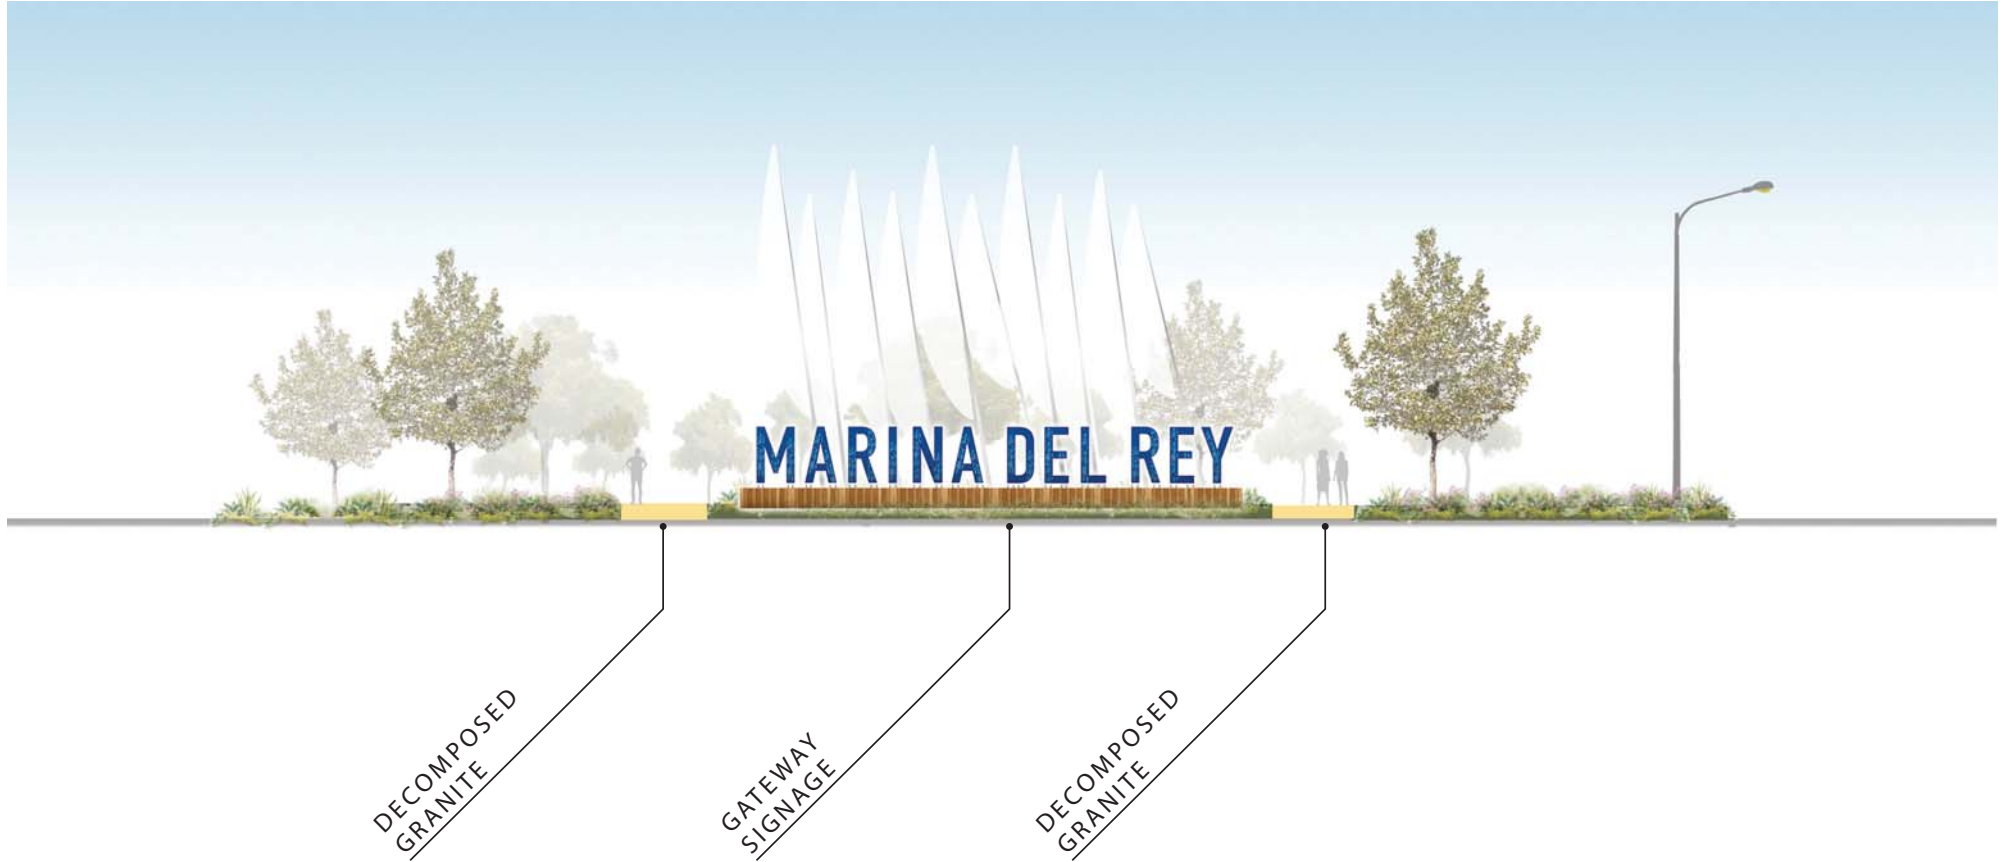 MARINA DEL REY
DECOMPOSED
GRANITE
GATEWAY
SIGNAGE
DECOMPOSED
GRANITE